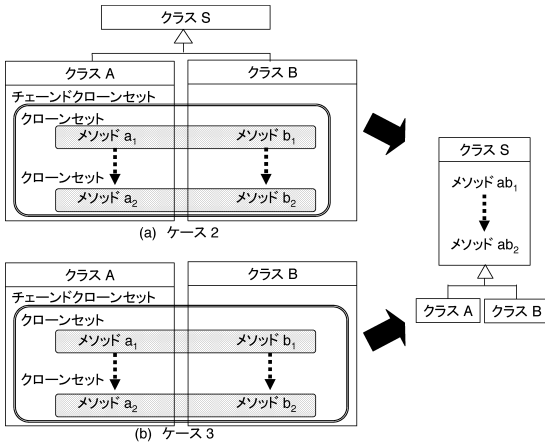 クラス S
クラス A
クラス B
チェーンドクローンセット
クローンセット
メソッド a1
メソッド b1
クローンセット
メソッド a2
メソッド b2
(a) ケース 2
クラス A
クラス B
チェーンドクローンセット
クローンセット
メソッド a1
メソッド b1
クローンセット
メソッド a2
メソッド b2
(b) ケース 3
クラス S
メソッド ab1
メソッド ab2
クラス A
クラス B